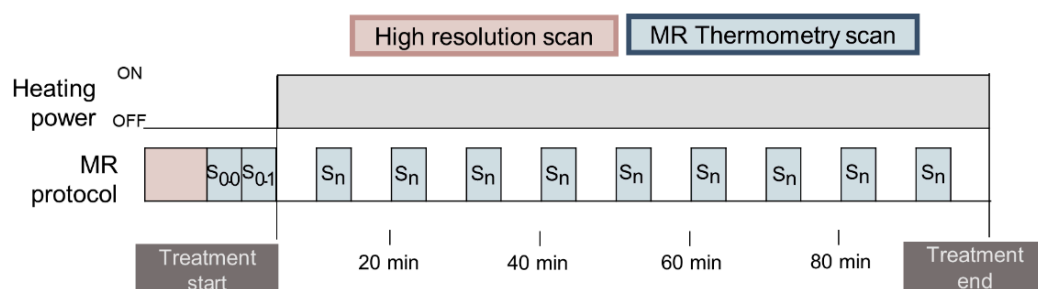 High resolution scan
MR Thermometry scan
Heating power
ON
OFF
MR protocol
S0-0
S0-1
Sn
Sn
Sn
Sn
Sn
Sn
Sn
Sn
Sn
20 min
40 min
60 min
80 min
Treatment
start
Treatment
end